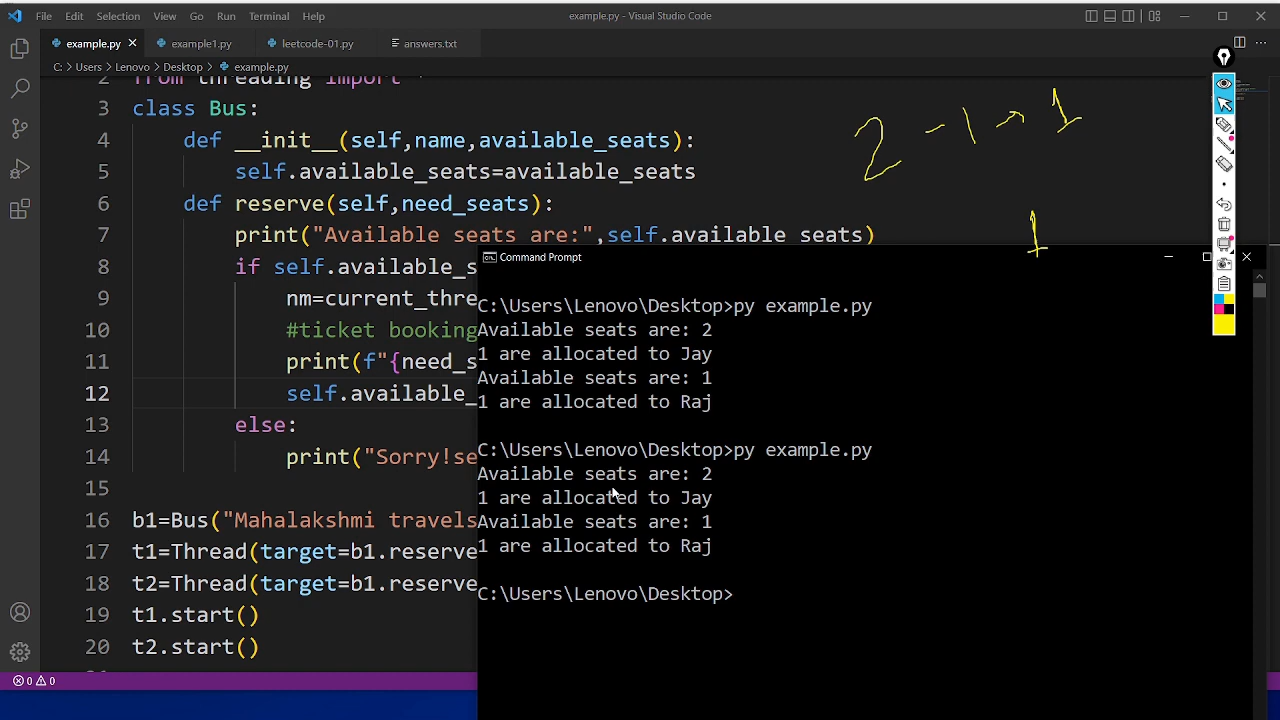 File Edit Selection View Go Run Terminal Help
example.py - Visual Studio Code
example.py example1.py leetcode-01.py answers.txt
C: > Users > Lenovo > Desktop > example.py
2 from threading import *
3 class Bus:
4 def __init__(self,name,available_seats):
5 self.available_seats=available_seats
6 def reserve(self,need_seats):
7 print("Available seats are:",self.available_seats)
8 if self.available_s
9 nm=current_thre
10 #ticket booking
11 print(f"{need_s
12 self.available_
13 else:
14 print("Sorry!se
15
16 b1=Bus("Mahalakshmi travels
17 t1=Thread(target=b1.reserve
18 t2=Thread(target=b1.reserve
19 t1.start()
20 t2.start()
2 - 1 → 1
1
Command Prompt
C:\Users\Lenovo\Desktop>py example.py
Available seats are: 2
1 are allocated to Jay
Available seats are: 1
1 are allocated to Raj
C:\Users\Lenovo\Desktop>py example.py
Available seats are: 2
1 are allocated to Jay
Available seats are: 1
1 are allocated to Raj
C:\Users\Lenovo\Desktop>
0 0